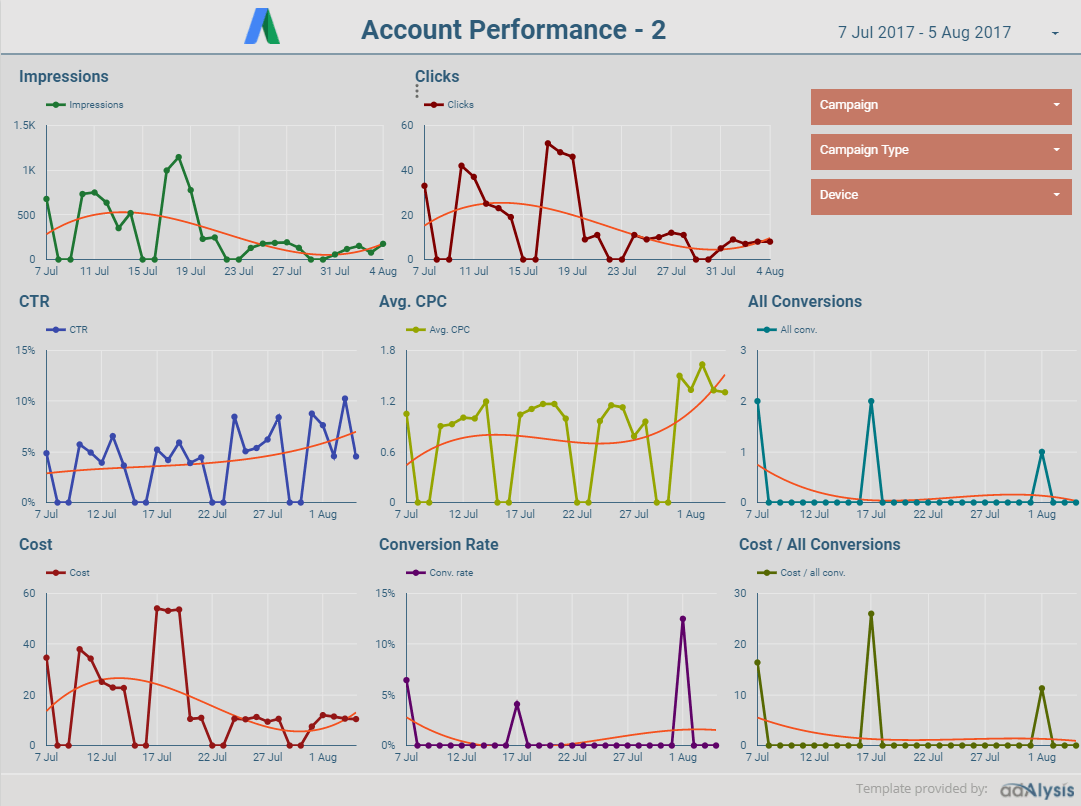 Account Performance - 2
7 Jul 2017 - 5 Aug 2017
Impressions
Impressions
1.5K
1K
500
0
7 Jul 11 Jul 15 Jul 19 Jul 23 Jul 27 Jul 31 Jul 4 Aug
Clicks
Clicks
60
40
20
0
7 Jul 11 Jul 15 Jul 19 Jul 23 Jul 27 Jul 31 Jul 4 Aug
Campaign
Campaign Type
Device
CTR
CTR
15%
10%
5%
0%
7 Jul 12 Jul 17 Jul 22 Jul 27 Jul 1 Aug
Avg. CPC
Avg. CPC
1.8
1.2
0.6
0
7 Jul 12 Jul 17 Jul 22 Jul 27 Jul 1 Aug
All Conversions
All conv.
3
2
1
0
7 Jul 12 Jul 17 Jul 22 Jul 27 Jul 1 Aug
Cost
Cost
60
40
20
0
7 Jul 12 Jul 17 Jul 22 Jul 27 Jul 1 Aug
Conversion Rate
Conv. rate
15%
10%
5%
0%
7 Jul 12 Jul 17 Jul 22 Jul 27 Jul 1 Aug
Cost / All Conversions
Cost / all conv.
30
20
10
0
7 Jul 12 Jul 17 Jul 22 Jul 27 Jul 1 Aug
Template provided by: adAlysis